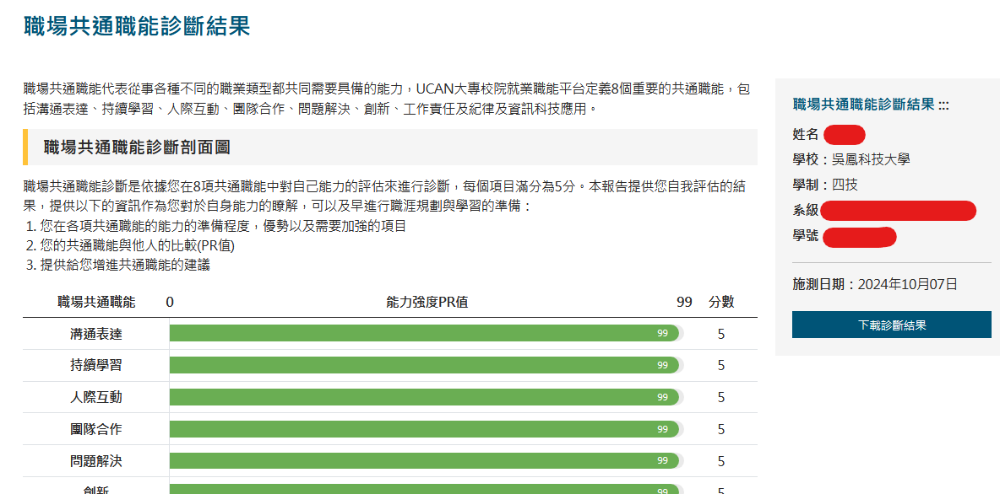 職場共通職能診斷結果
職場共通職能代表從事各種不同的職業類型都共同需要具備的能力，UCAN大專校院就業職能平台定義8個重要的共通職能，包
括溝通表達、持續學習、人際互動、團隊合作、問題解決、創新、工作責任及紀律及資訊科技應用。
職場共通職能診斷剖面圖
職場共通職能診斷是依據您在8項共通職能中對自己能力的評估來進行診斷，每個項目滿分為5分。本報告提供您自我評估的結
果，提供以下的資訊作為您對於自身能力的瞭解，可以及早進行職涯規劃與學習的準備：
1. 您在各項共通職能的能力的準備程度，優勢以及需要加強的項目
2. 您的共通職能與他人的比較(PR值)
3. 提供給您增進共通職能的建議
職場共通職能 0 能力強度PR值 99 分數
溝通表達 99 5
持續學習 99 5
人際互動 99 5
團隊合作 99 5
問題解決 99 5
創新 99 5
職場共通職能診斷結果 :::
姓名
學校：吳鳳科技大學
學制：四技
系級
學號
施測日期：2024年10月07日
下載診斷結果